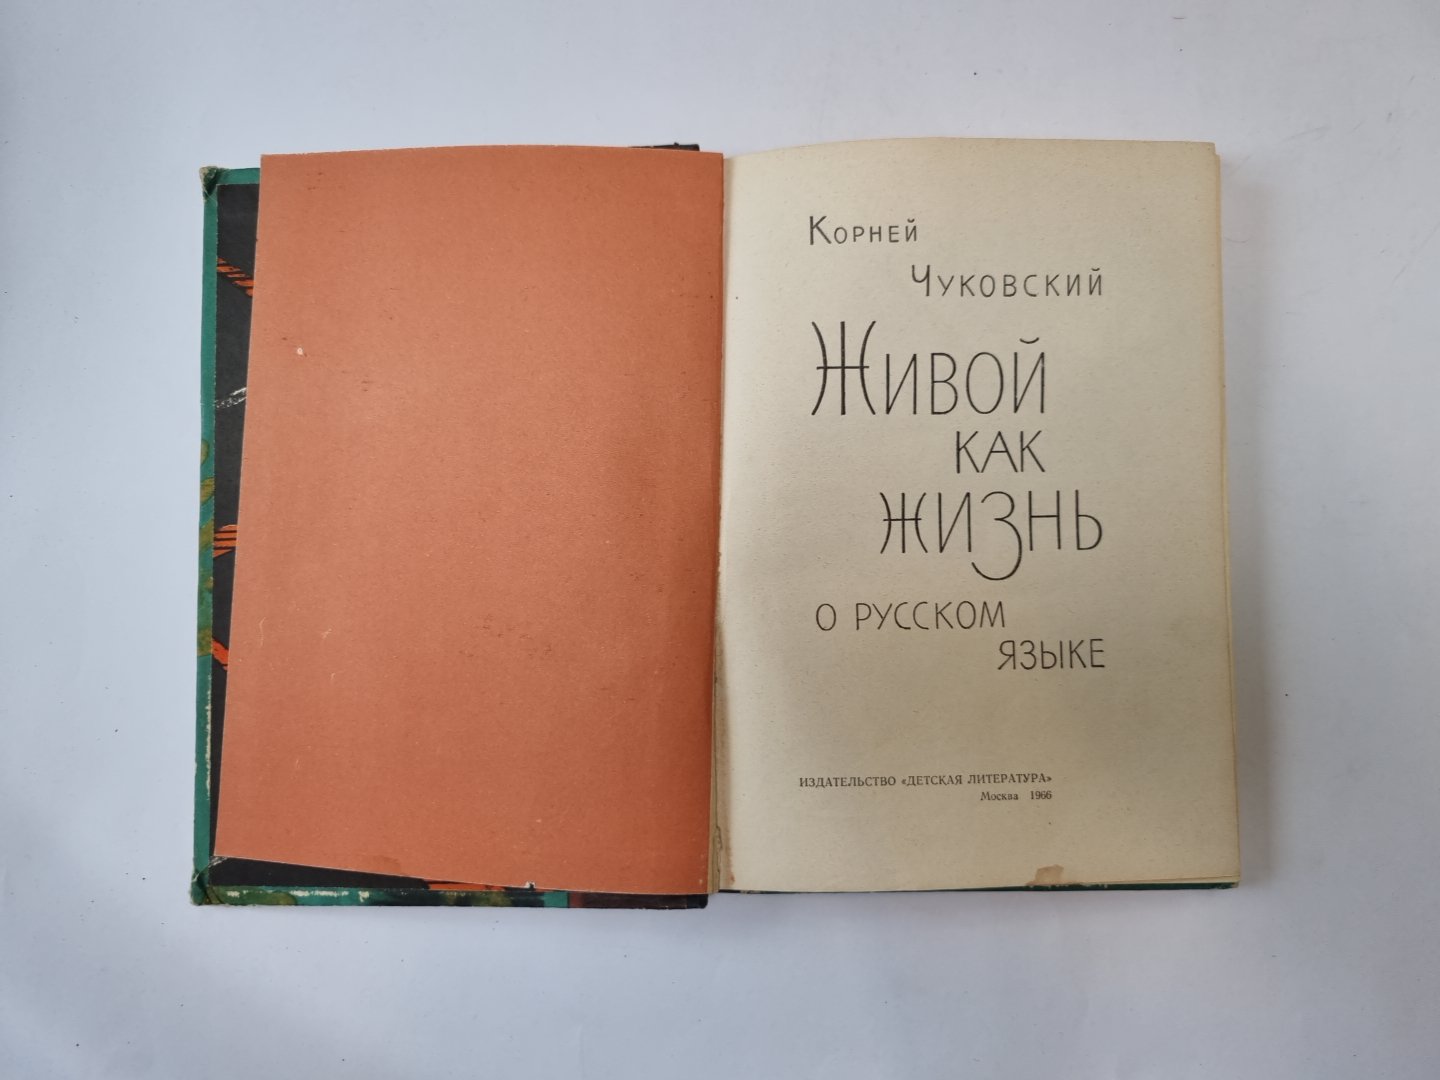 Корней
Чуковский
Живой
как
жизнь
о русском
языке
ИЗДАТЕЛЬСТВО «ДЕТСКАЯ ЛИТЕРАТУРА»
Москва 1966